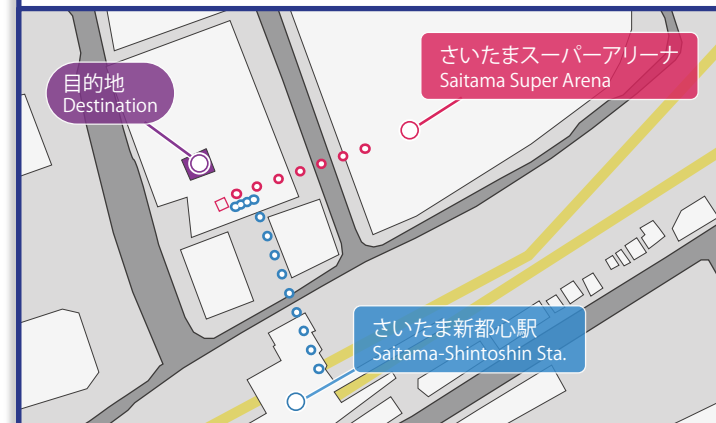 さいたまスーパーアリーナ
Saitama Super Arena
目的地
Destination
さいたま新都心駅
Saitama-Shintoshin Sta.